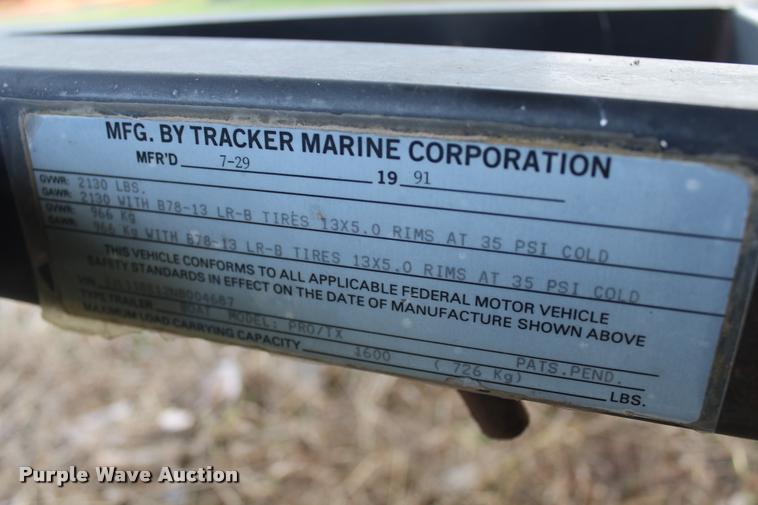 MFG. BY TRACKER MARINE CORPORATION
MFR'D 7-29 19 91
GVWR: 2130 LBS.
GAWR: 2130 WITH B78-13 LR-B TIRES 13X5.0 RIMS AT 35 PSI COLD
GVWR: 966 Kg
GAWR: 966 Kg WITH B78-13 LR-B TIRES 13X5.0 RIMS AT 35 PSI COLD
THIS VEHICLE CONFORMS TO ALL APPLICABLE FEDERAL MOTOR VEHICLE
SAFETY STANDARDS IN EFFECT ON THE DATE OF MANUFACTURE SHOWN ABOVE
VIN
TYPE TRAILER BOAT MODEL: PRO/TX PATS.PEND.
MAXIMUM LOAD CARRYING CAPACITY 1600 ( 726 Kg) LBS.
Purple Wave Auction